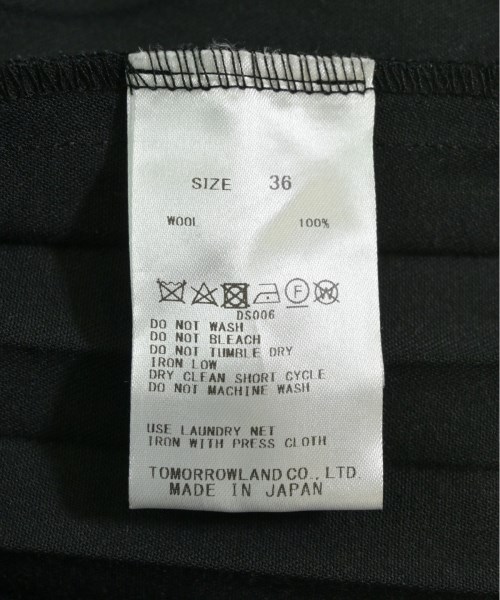 SIZE 36
WOOL 100%
F W
DS006
DO NOT WASH
DO NOT BLEACH
DO NOT TUMBLE DRY
IRON LOW
DRY CLEAN SHORT CYCLE
DO NOT MACHINE WASH
USE LAUNDRY NET
IRON WITH PRESS CLOTH
TOMORROWLAND CO., LTD.
MADE IN JAPAN